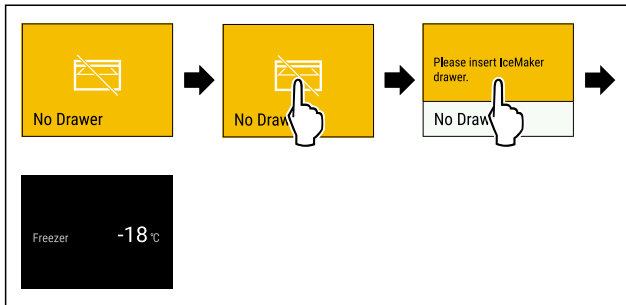 No Drawer
No Draw
Please insert IceMaker
drawer.
No Draw
Freezer -18 °C